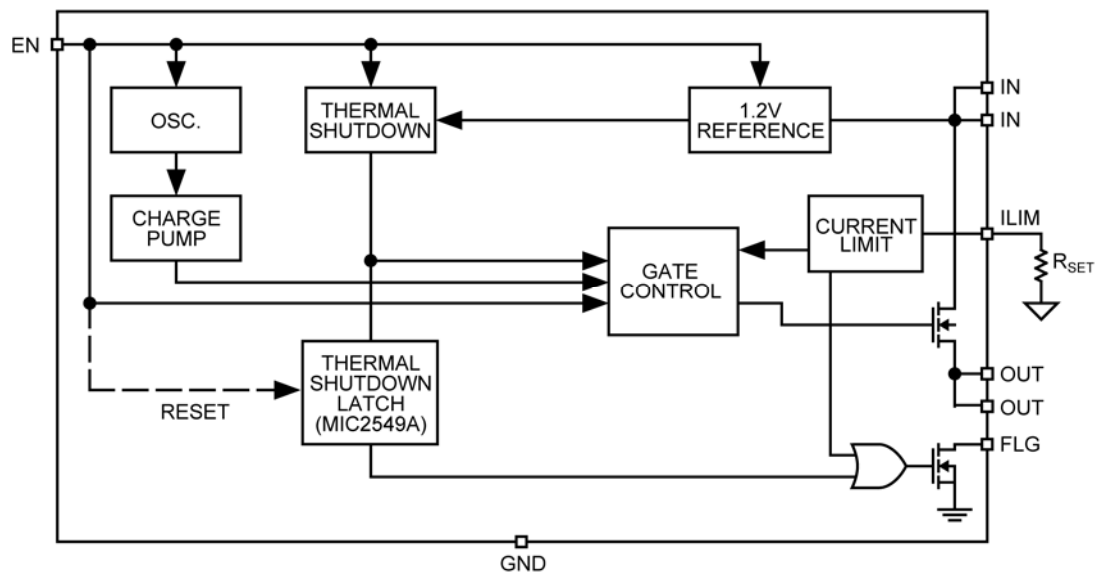 EN
OSC.
THERMAL
SHUTDOWN
1.2V
REFERENCE
IN
IN
CHARGE
PUMP
CURRENT
LIMIT
ILIM
GATE
CONTROL
RSET
THERMAL
SHUTDOWN
LATCH
(MIC2549A)
RESET
OUT
OUT
FLG
GND